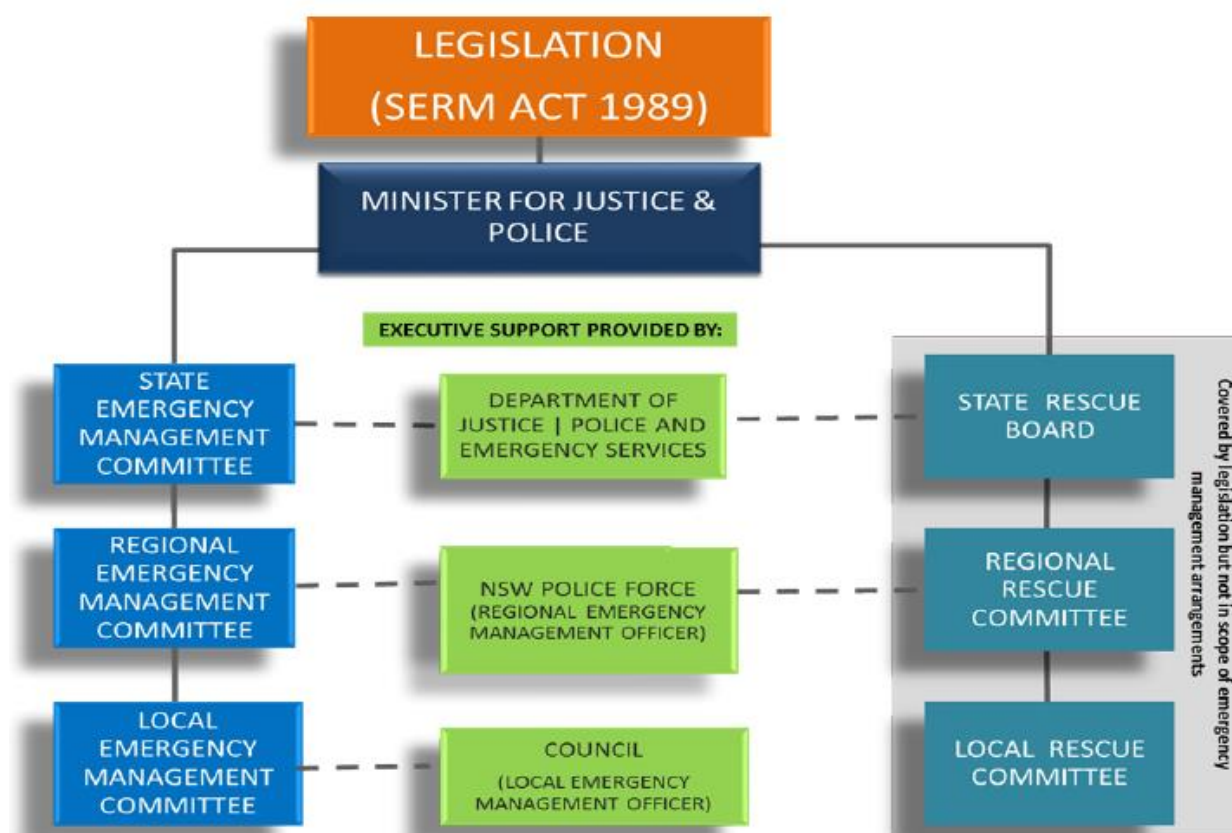 LEGISLATION
(SERM ACT 1989)
MINISTER FOR JUSTICE &
POLICE
EXECUTIVE SUPPORT PROVIDED BY:
STATE
EMERGENCY
MANAGEMENT
COMMITTEE
DEPARTMENT OF
JUSTICE | POLICE AND
EMERGENCY SERVICES
STATE RESCUE
BOARD
REGIONAL
EMERGENCY
MANAGEMENT
COMMITTEE
NSW POLICE FORCE
(REGIONAL EMERGENCY
MANAGEMENT OFFICER)
REGIONAL
RESCUE
COMMITTEE
LOCAL
EMERGENCY
MANAGEMENT
COMMITTEE
COUNCIL
(LOCAL EMERGENCY
MANAGEMENT OFFICER)
LOCAL RESCUE
COMMITTEE
Covered by legislation but not in scope of emergency
management arrangements